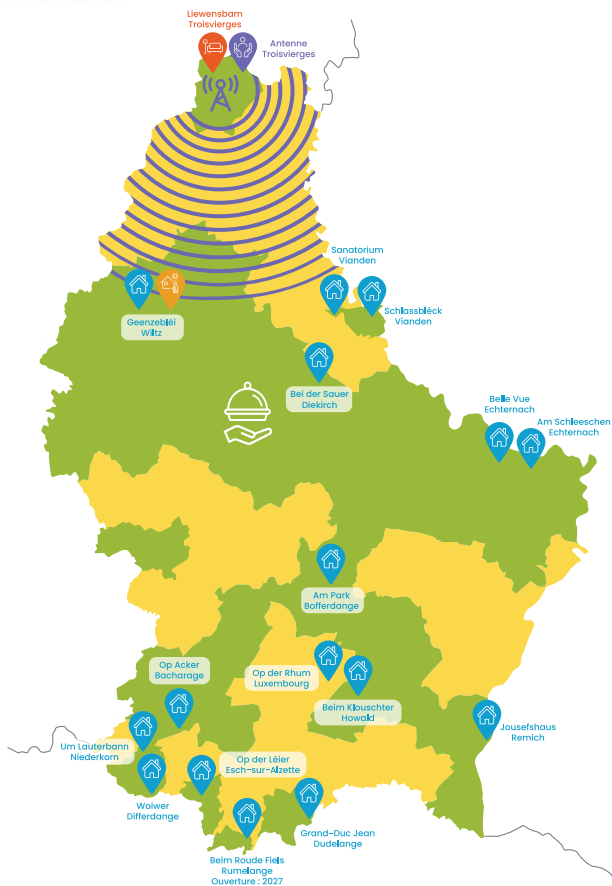 Liewensbam
Troisvierges
Antenne
Troisvierges
Sanatorium
Vianden
Schlassbléck
Vianden
Geenzebléi
Wiltz
Bei der Sauer
Diekirch
Belle Vue
Echternach
Am Schleeschen
Echternach
Am Park
Bofferdange
Op Acker
Bacharage
Op der Rhum
Luxembourg
Beim Klouschter
Howald
Jousefshaus
Remich
Um Lauterbann
Niederkorn
Op der Léier
Esch-sur-Alzette
Woiwer
Differdange
Grand-Duc Jean
Dudelange
Beim Roude Fiels
Rumelange
Ouverture : 2027